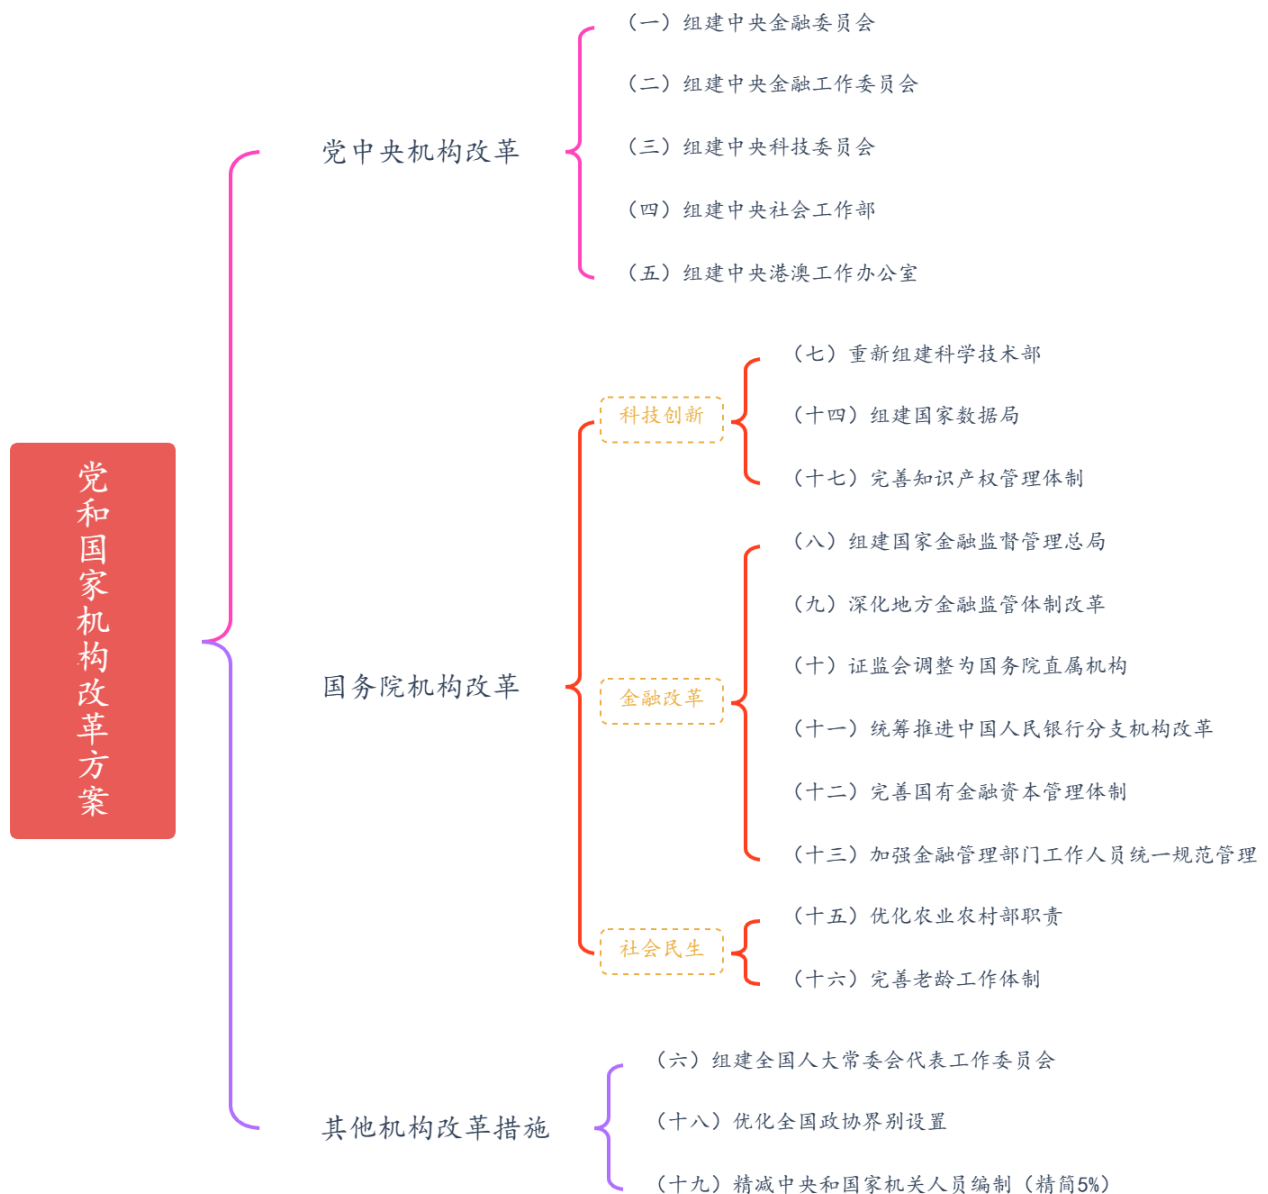 党和国家机构改革方案
党中央机构改革
（一）组建中央金融委员会
（二）组建中央金融工作委员会
（三）组建中央科技委员会
（四）组建中央社会工作部
（五）组建中央港澳工作办公室
国务院机构改革
科技创新
（七）重新组建科学技术部
（十四）组建国家数据局
（十七）完善知识产权管理体制
金融改革
（八）组建国家金融监督管理总局
（九）深化地方金融监管体制改革
（十）证监会调整为国务院直属机构
（十一）统筹推进中国人民银行分支机构改革
（十二）完善国有金融资本管理体制
（十三）加强金融管理部门工作人员统一规范管理
社会民生
（十五）优化农业农村部职责
（十六）完善老龄工作体制
其他机构改革措施
（六）组建全国人大常委会代表工作委员会
（十八）优化全国政协界别设置
（十九）精减中央和国家机关人员编制（精简5%）